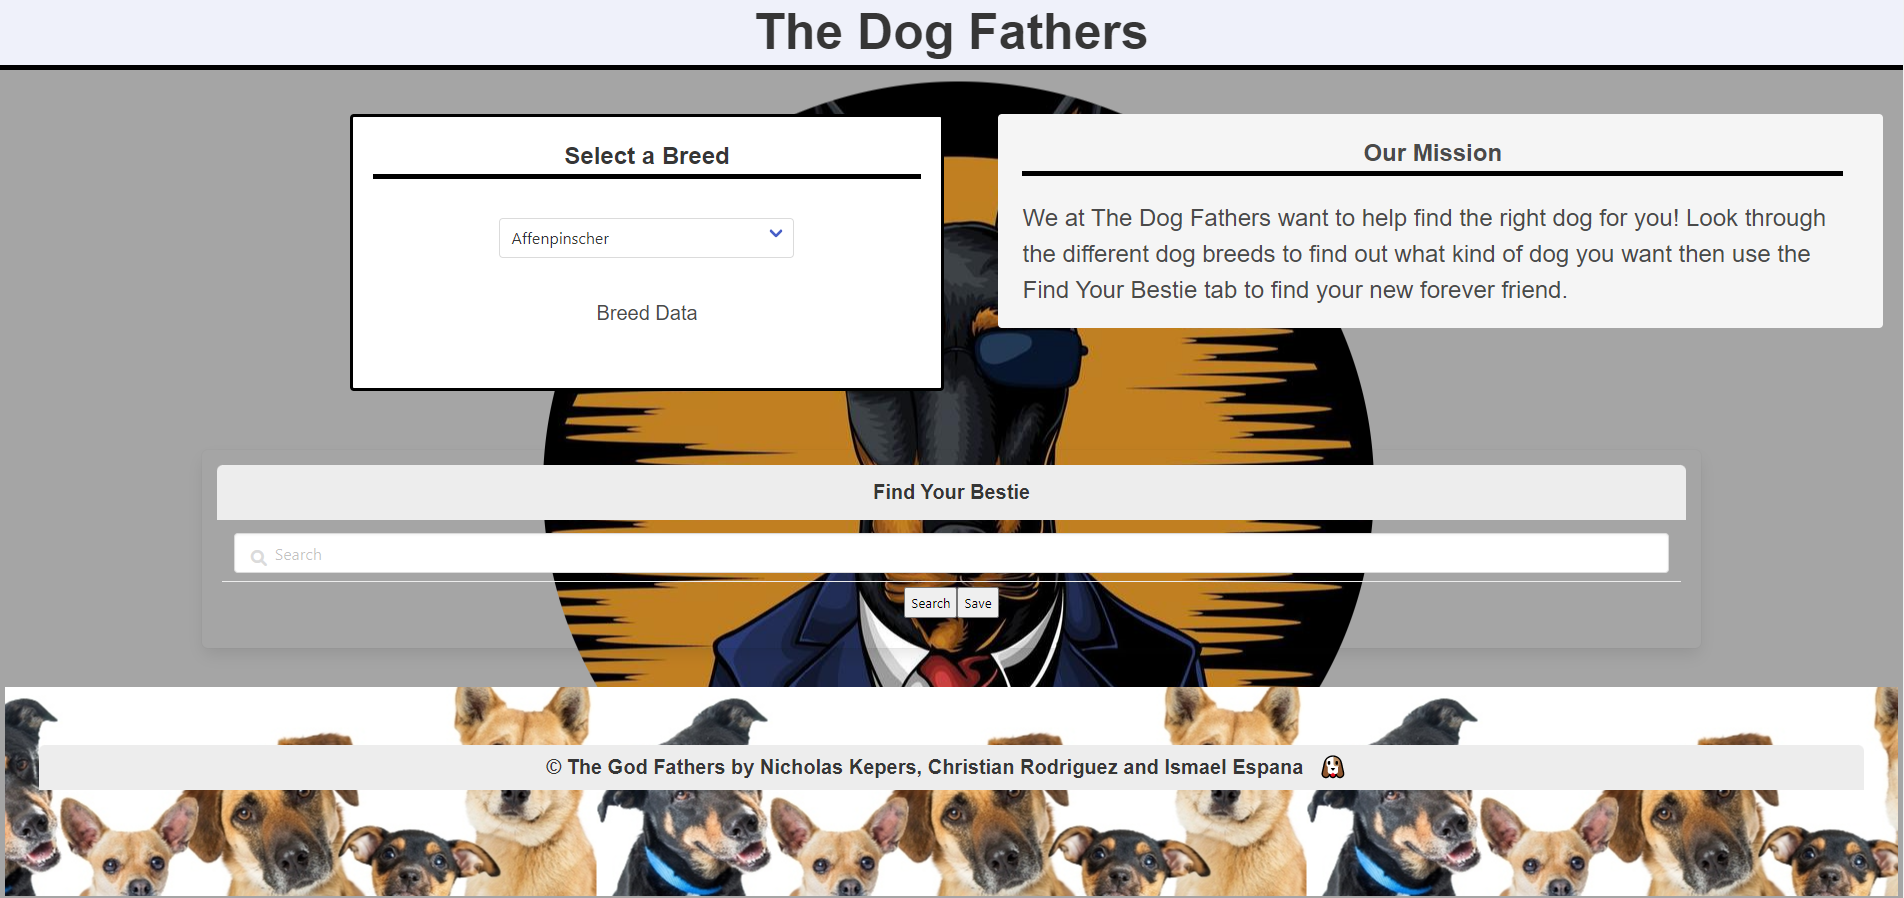 The Dog Fathers
Select a Breed
Affenpinscher
Breed Data
Our Mission
We at The Dog Fathers want to help find the right dog for you! Look through
the different dog breeds to find out what kind of dog you want then use the
Find Your Bestie tab to find your new forever friend.
Find Your Bestie
Search
Search Save
© The God Fathers by Nicholas Kepers, Christian Rodriguez and Ismael Espana